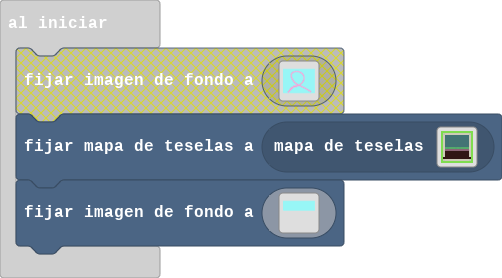 al iniciar
fijar imagen de fondo a
fijar mapa de teselas a mapa de teselas
fijar imagen de fondo a